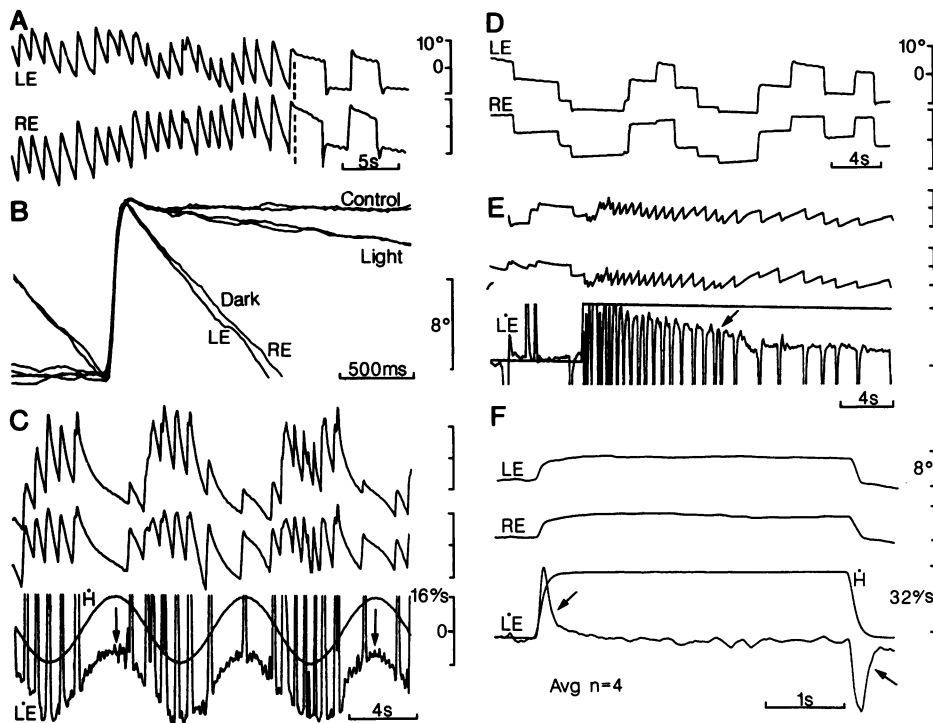 A
LE
10°
0
RE
5s
B
Control
Light
Dark
LE
RE
8°
500ms
C
Ḣ
16°/s
0
L̇E
4s
D
LE
10°
0
RE
4s
E
L̇E
4s
F
LE
8°
RE
Ḣ
32°/s
L̇E
Avg n=4
1s